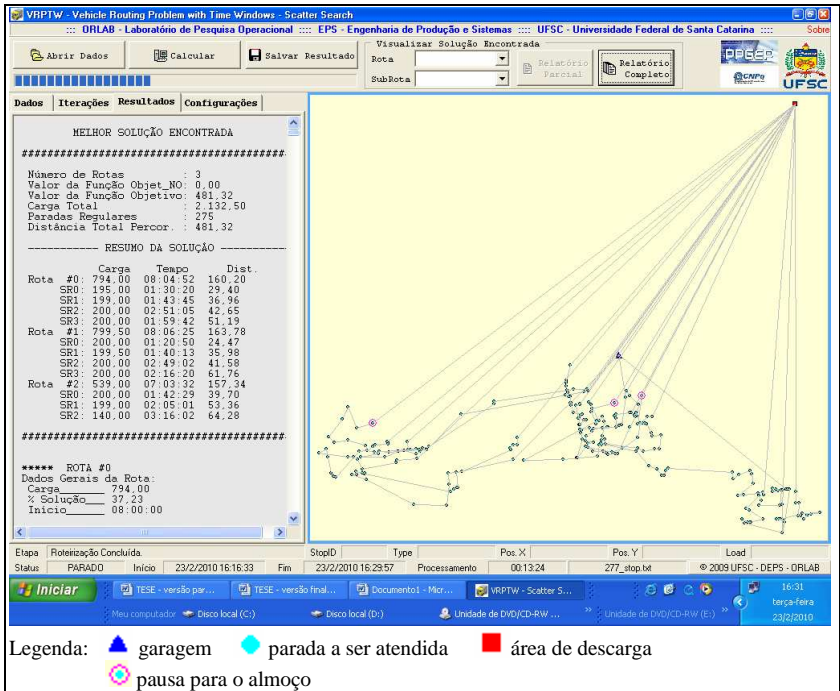 VRPTW - Vehicle Routing Problem with Time Windows - Scatter Search
::: ORLAB - Laboratório de Pesquisa Operacional :::: EPS - Engenharia de Produção e Sistemas :::: UFSC - Universidade Federal de Santa Catarina :::: Sobre
Abrir Dados Calcular Salvar Resultado
Visualizar Solução Encontrada
Rota
SubRota
Relatório Parcial
Relatório Completo
PPGEP
CNPq
UFSC
Dados Iterações Resultados Configurações
MELHOR SOLUÇÃO ENCONTRADA
##########################################
Número de Rotas : 3
Valor da Função Objet_NO: 0,00
Valor da Função Objetivo: 481,32
Carga Total : 2.132,50
Paradas Regulares : 275
Distância Total Percor. : 481,32
---------- RESUMO DA SOLUÇÃO ----------
Carga Tempo Dist.
Rota #0: 794,00 08:04:52 160,20
SR0: 195,00 01:30:20 29,40
SR1: 199,00 01:43:45 36,96
SR2: 200,00 02:51:05 42,65
SR3: 200,00 01:59:42 51,19
Rota #1: 799,50 08:06:25 163,78
SR0: 200,00 01:20:50 24,47
SR1: 199,50 01:40:13 35,98
SR2: 200,00 02:49:02 41,58
SR3: 200,00 02:16:20 61,76
Rota #2: 539,00 07:03:32 157,34
SR0: 200,00 01:42:29 39,70
SR1: 199,00 02:05:01 53,36
SR2: 140,00 03:16:02 64,28
##########################################
***** ROTA #0
Dados Gerais da Rota:
Carga______ 794,00
% Solução___ 37,23
Início_____ 08:00:00
Etapa Roteirização Concluída. StopID Type Pos. X Pos. Y Load
Status PARADO Início 23/2/2010 16:16:33 Fim 23/2/2010 16:29:57 Processamento 00:13:24 277_stop.txt © 2009 UFSC - DEPS - ORLAB
Iniciar TESE - versão par... TESE - versão final... Documento1 - Micr... VRPTW - Scatter S... 16:31
terça-feira
Meu computador Disco local (C:) Disco local (D:) Unidade de DVD/CD-RW ... Unidade de DVD/CD-RW (E:) 23/2/2010
Legenda: garagem parada a ser atendida área de descarga
pausa para o almoço